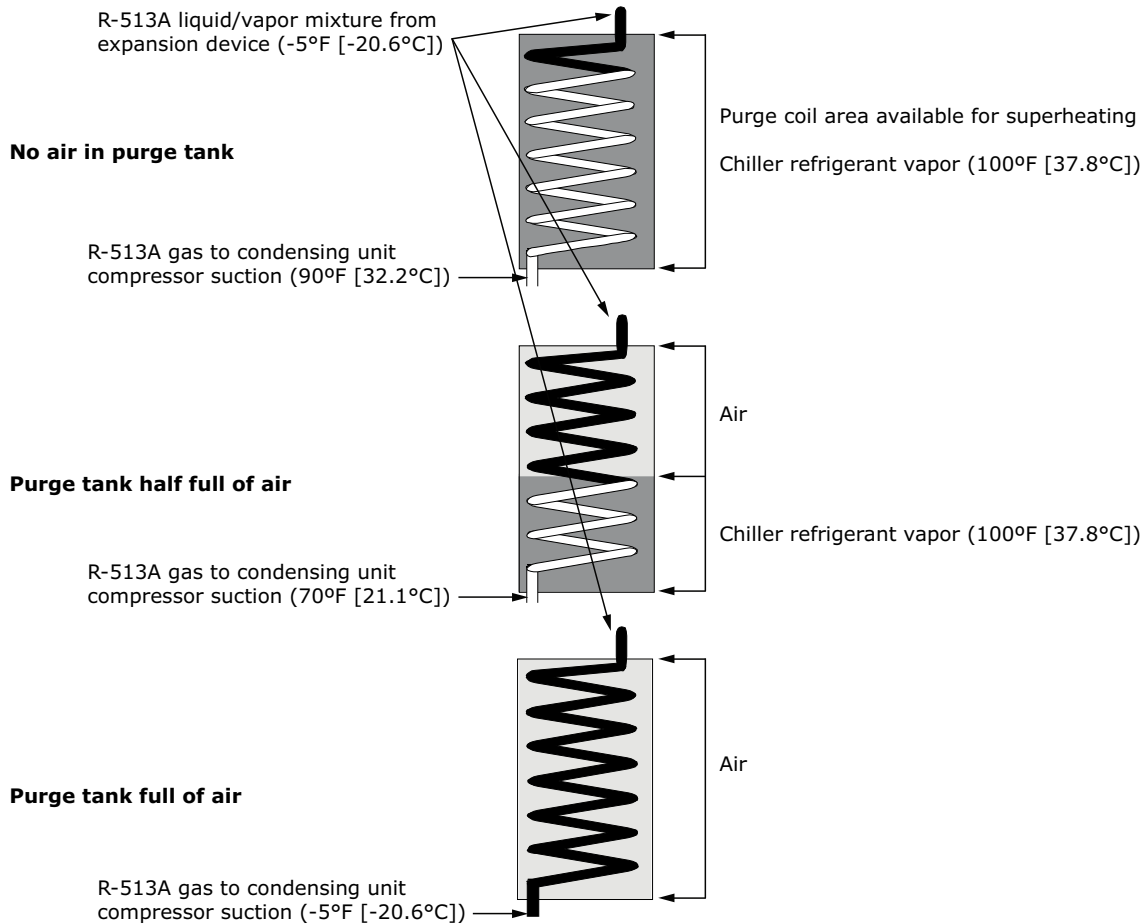 R-513A liquid/vapor mixture from
expansion device (-5°F [-20.6°C])
No air in purge tank
Purge coil area available for superheating
Chiller refrigerant vapor (100ºF [37.8°C])
R-513A gas to condensing unit
compressor suction (90ºF [32.2°C])
Air
Purge tank half full of air
Chiller refrigerant vapor (100ºF [37.8°C])
R-513A gas to condensing unit
compressor suction (70ºF [21.1°C])
Air
Purge tank full of air
R-513A gas to condensing unit
compressor suction (-5°F [-20.6°C])